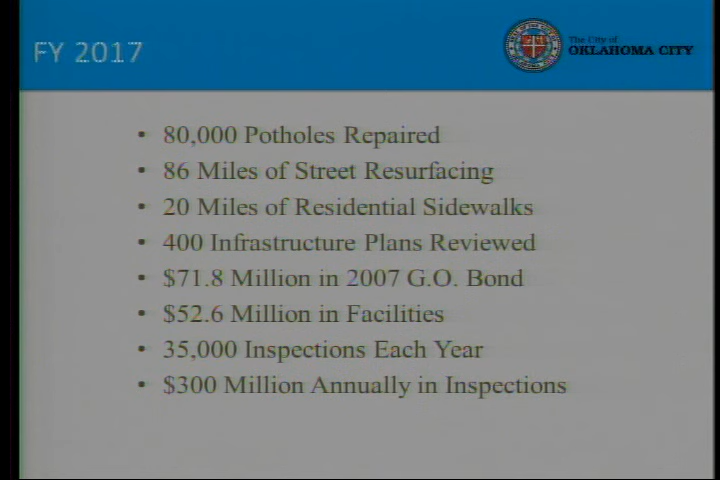 FY 2017
The City of
OKLAHOMA CITY
• 80,000 Potholes Repaired
• 86 Miles of Street Resurfacing
• 20 Miles of Residential Sidewalks
• 400 Infrastructure Plans Reviewed
• $71.8 Million in 2007 G.O. Bond
• $52.6 Million in Facilities
• 35,000 Inspections Each Year
• $300 Million Annually in Inspections